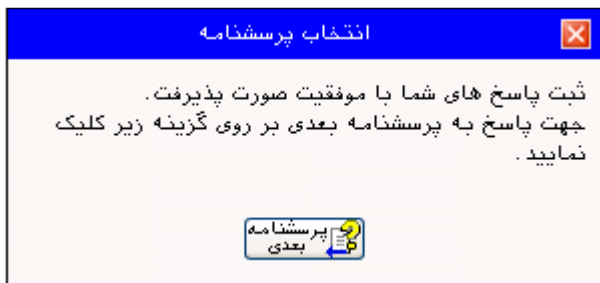 انتخاب پرسشنامه
ثبت پاسخ های شما با موفقیت صورت پذیرفت.
جهت پاسخ به پرسشنامه بعدی بر روی گزینه زیر کلیک
نمایید.
پرسشنامه
بعدی